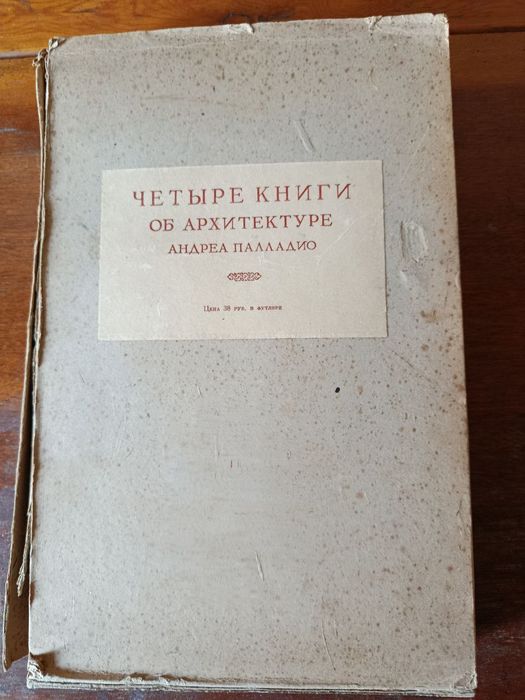 ЧЕТЫРЕ КНИГИ
ОБ АРХИТЕКТУРЕ
АНДРЕА ПАЛЛАДИО
Цена 38 руб. в футляре